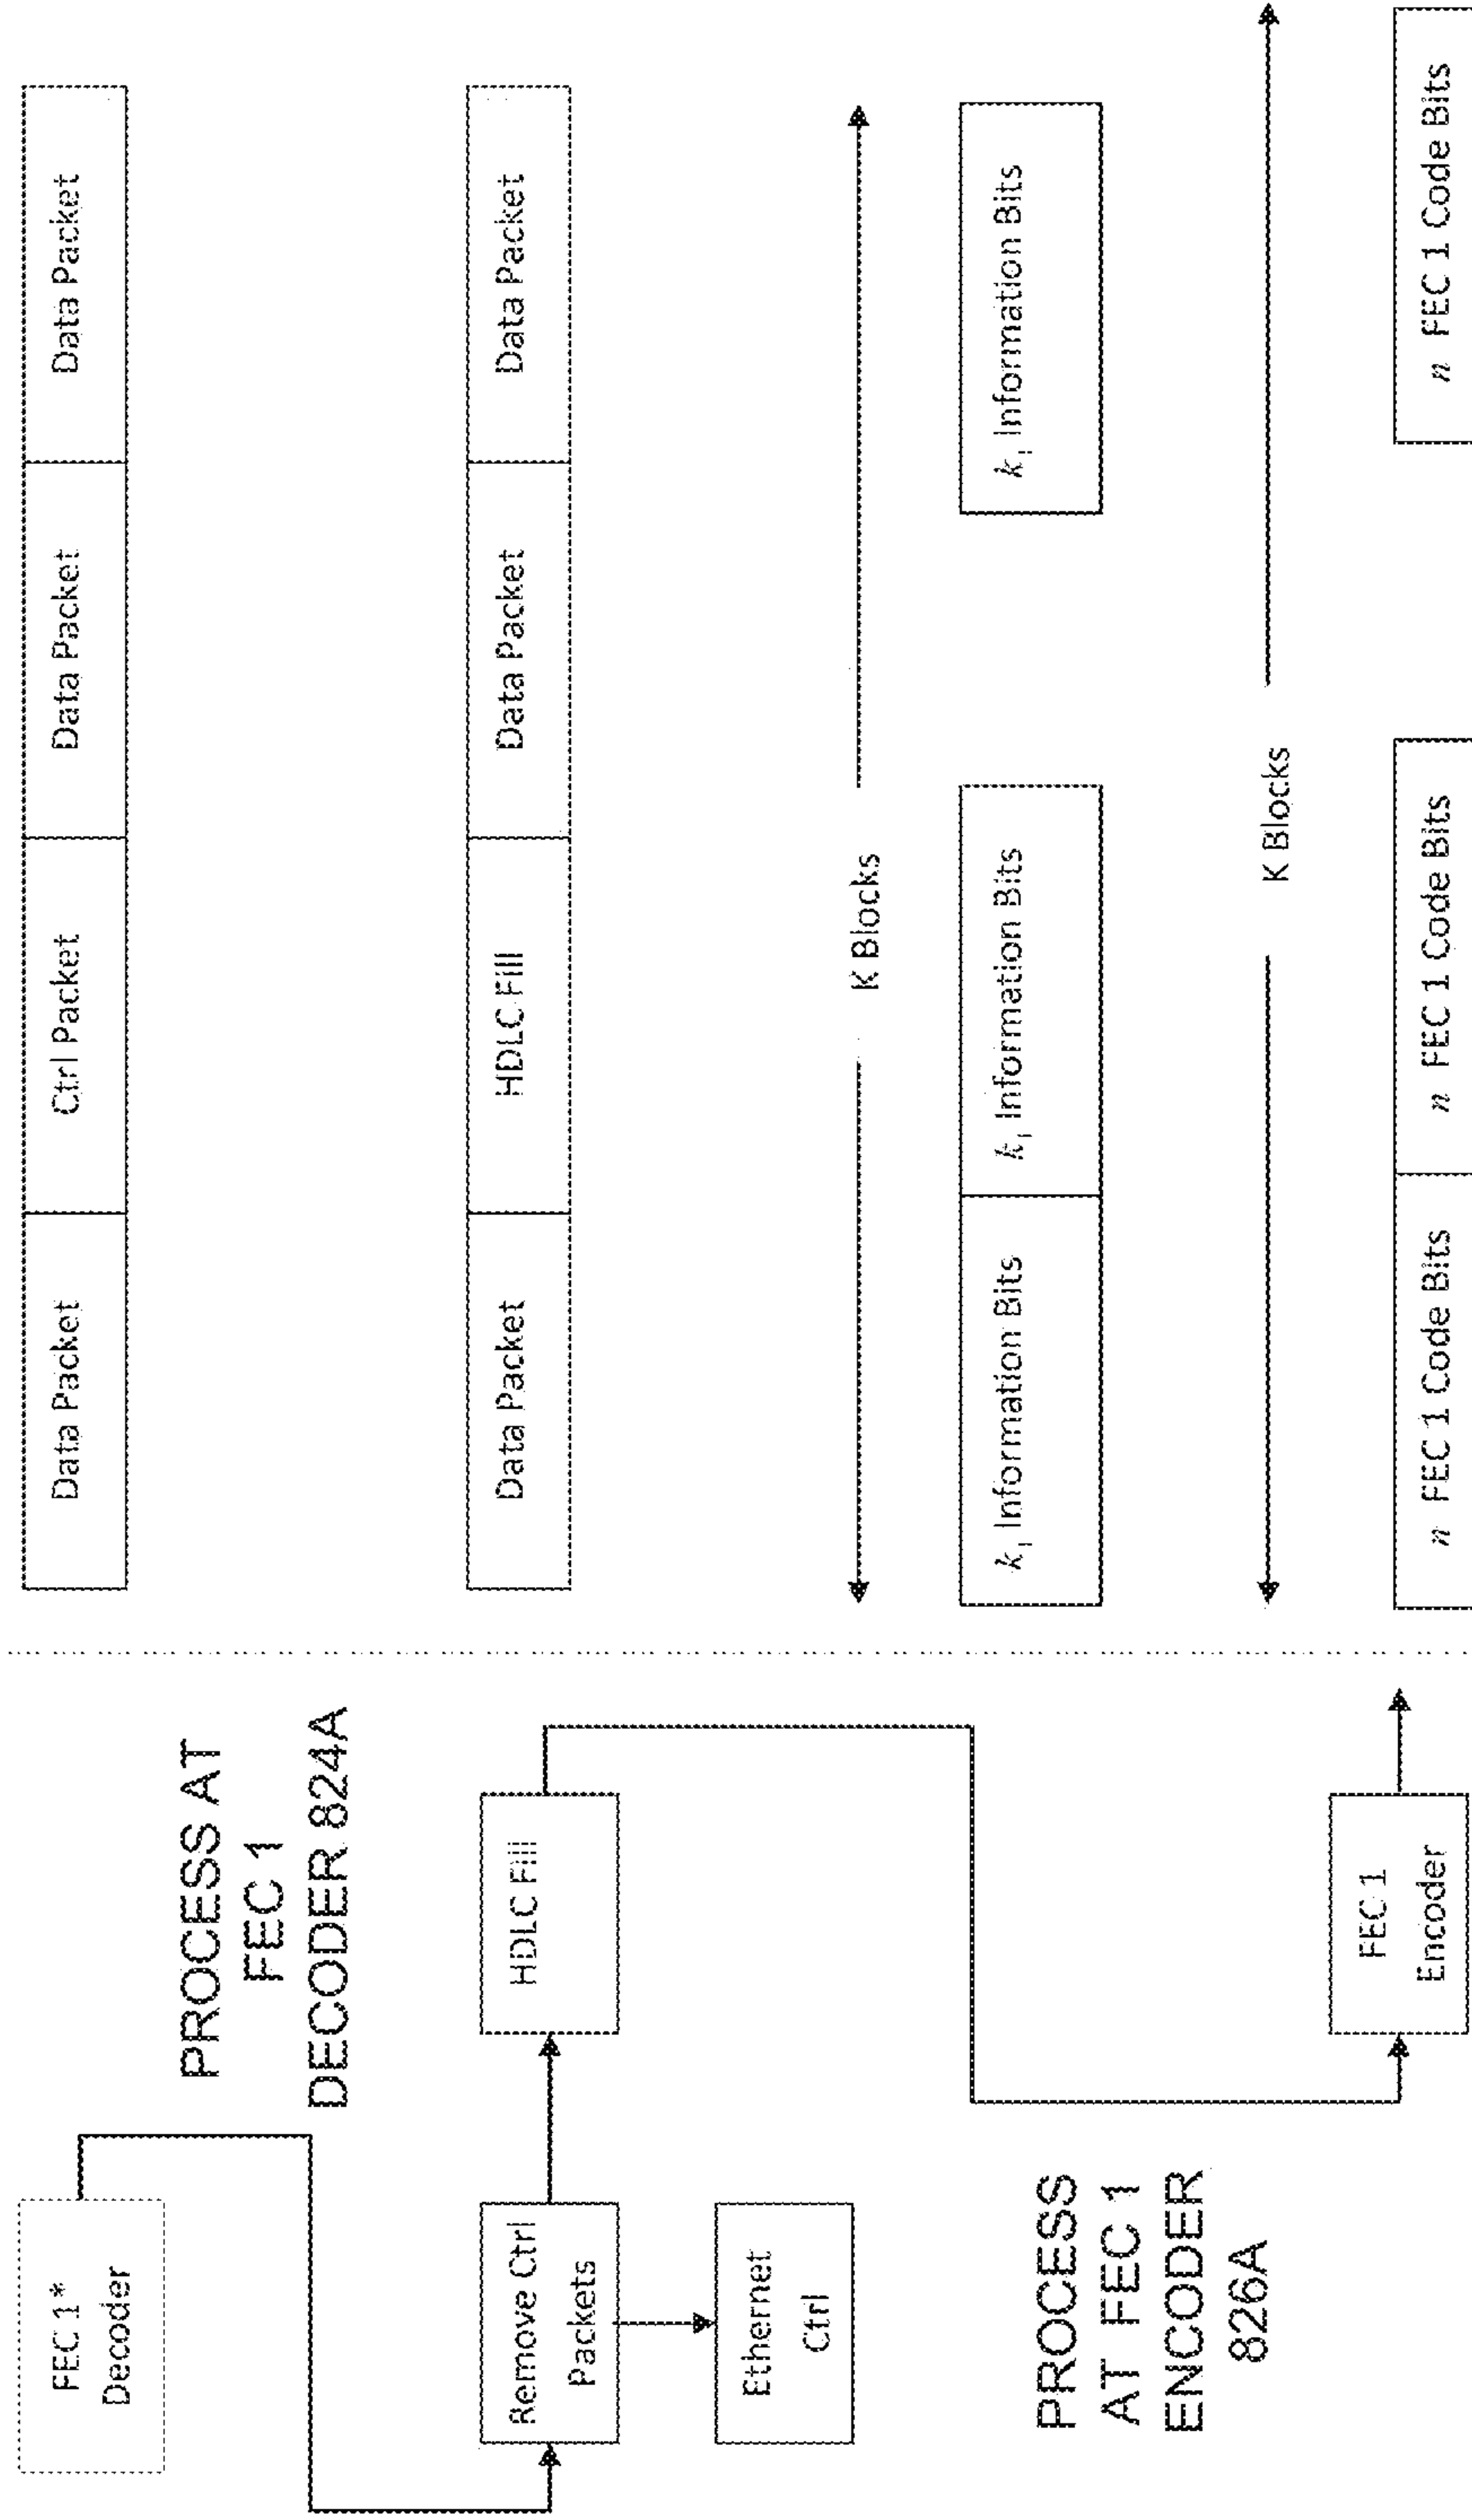 FEC 1*
Decoder
PROCESS AT
FEC 1
DECODER 824A
Remove Ctrl
Packets
HDLC Fill
Ethernet
Ctrl
PROCESS
AT FEC 1
ENCODER
826A
FEC 1
Encoder
Data Packet
Ctrl Packet
Data Packet
Data Packet
Data Packet
HDLC Fill
Data Packet
Data Packet
K Blocks
k₁ Information Bits
k₁ Information Bits
k₁ Information Bits
K Blocks
n FEC 1 Code Bits
n FEC 1 Code Bits
n FEC 1 Code Bits